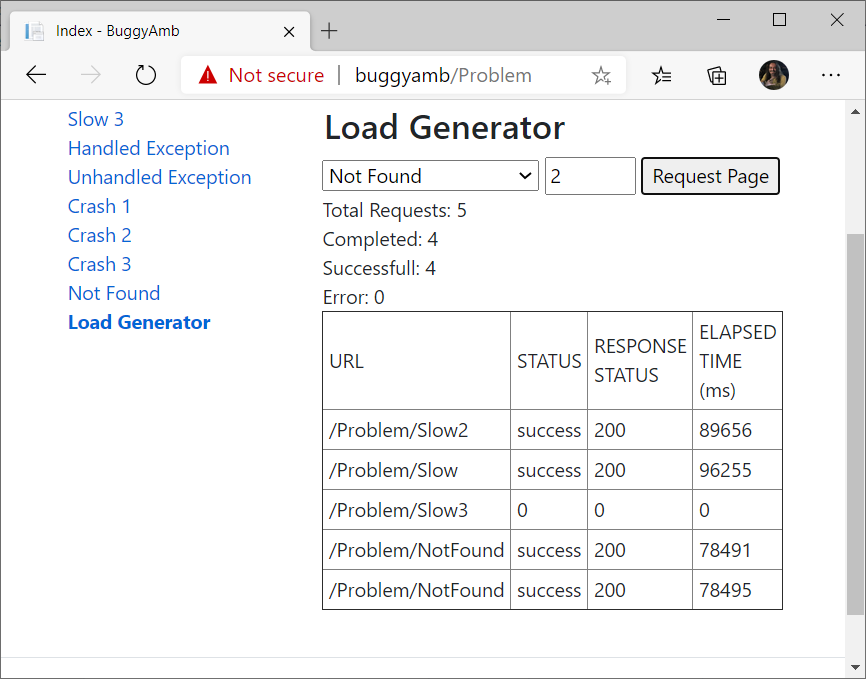 Index - BuggyAmb
Not secure | buggyamb/Problem
Slow 3
Handled Exception
Unhandled Exception
Crash 1
Crash 2
Crash 3
Not Found
Load Generator
Load Generator
Not Found 2 Request Page
Total Requests: 5
Completed: 4
Successfull: 4
Error: 0
URL STATUS RESPONSE STATUS ELAPSED TIME (ms)
/Problem/Slow2 success 200 89656
/Problem/Slow success 200 96255
/Problem/Slow3 0 0 0
/Problem/NotFound success 200 78491
/Problem/NotFound success 200 78495